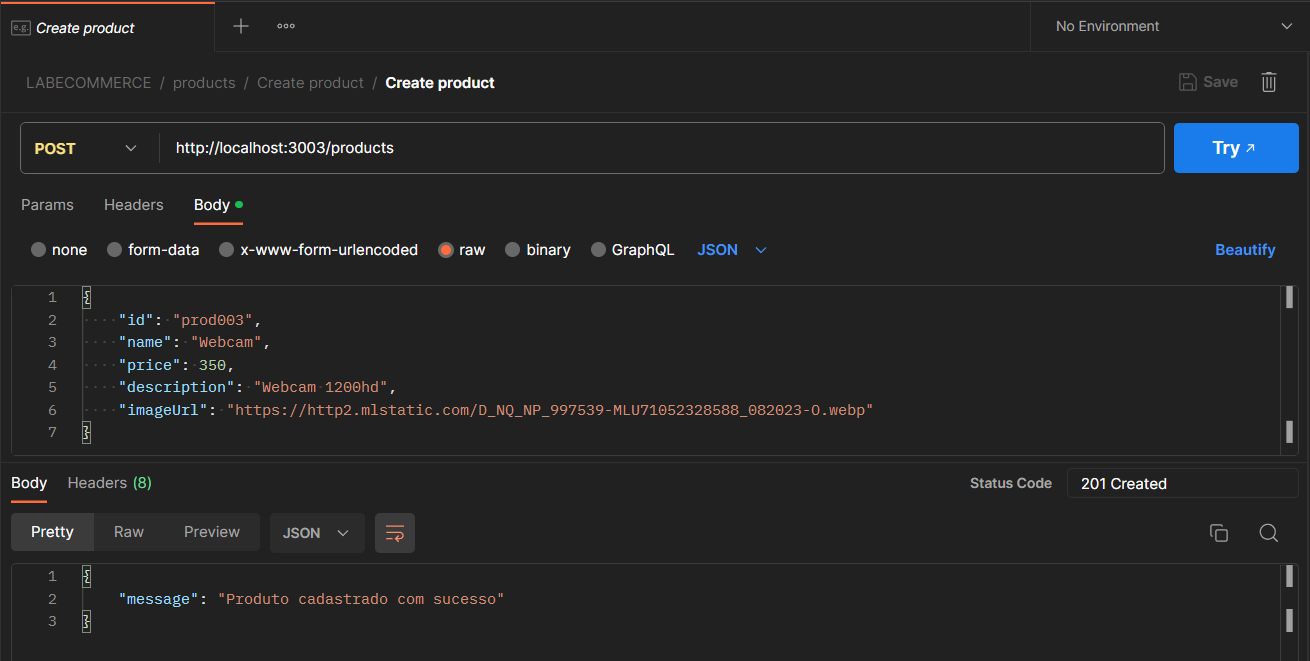 e.g. Create product
No Environment
LABECOMMERCE / products / Create product / Create product
Save
POST http://localhost:3003/products
Try
Params Headers Body
none form-data x-www-form-urlencoded raw binary GraphQL JSON Beautify
1 {
2 "id": "prod003",
3 "name": "Webcam",
4 "price": 350,
5 "description": "Webcam 1200hd",
6 "imageUrl": "https://http2.mlstatic.com/D_NQ_NP_997539-MLU71052328588_082023-O.webp"
7 }
Body Headers (8) Status Code 201 Created
Pretty Raw Preview JSON
1 {
2 "message": "Produto cadastrado com sucesso"
3 }